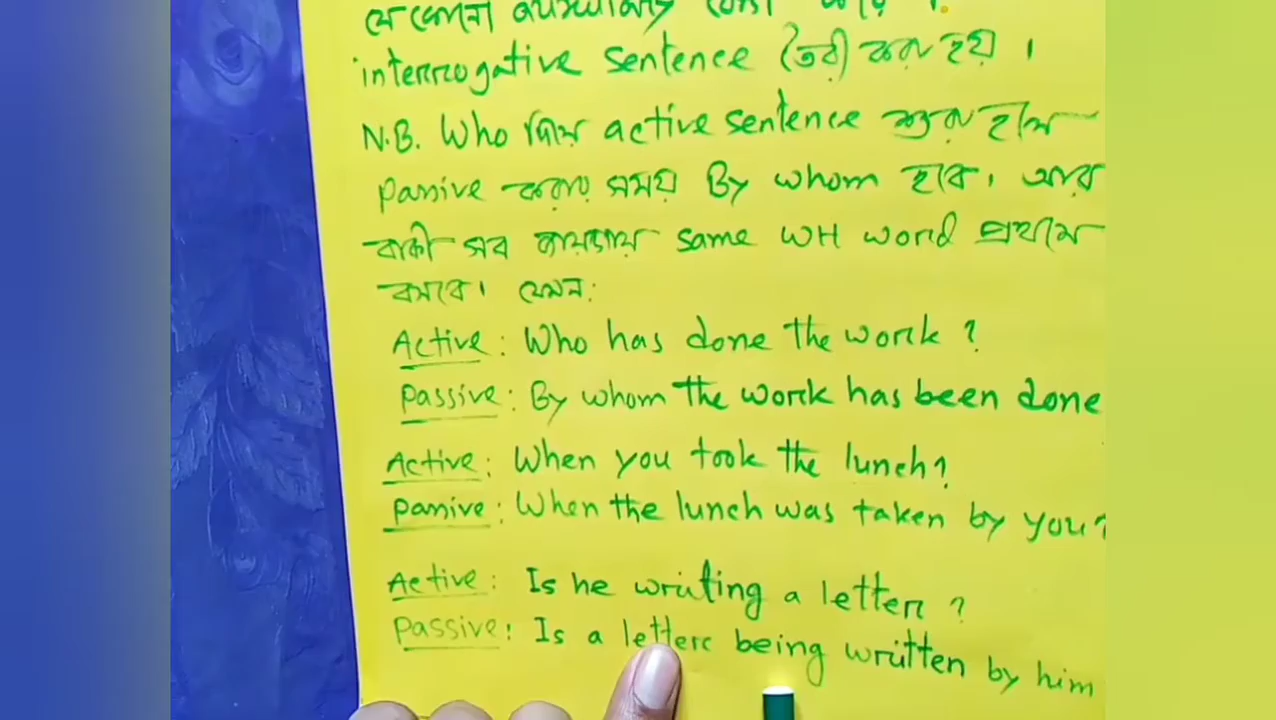 যে কোনো
interrogative sentence তৈরী করা হয়।
N.B. Who দিয়ে active sentence শুরু হলে
passive করার সময় By whom হবে। আর
বাকী সব জায়গায় same WH word প্রথমে
বসবে। যেমন:
Active: Who has done the work?
Passive: By whom the work has been done
Active: When you took the lunch?
Passive: When the lunch was taken by you?
Active: Is he writing a letter?
Passive: Is a letter being written by him